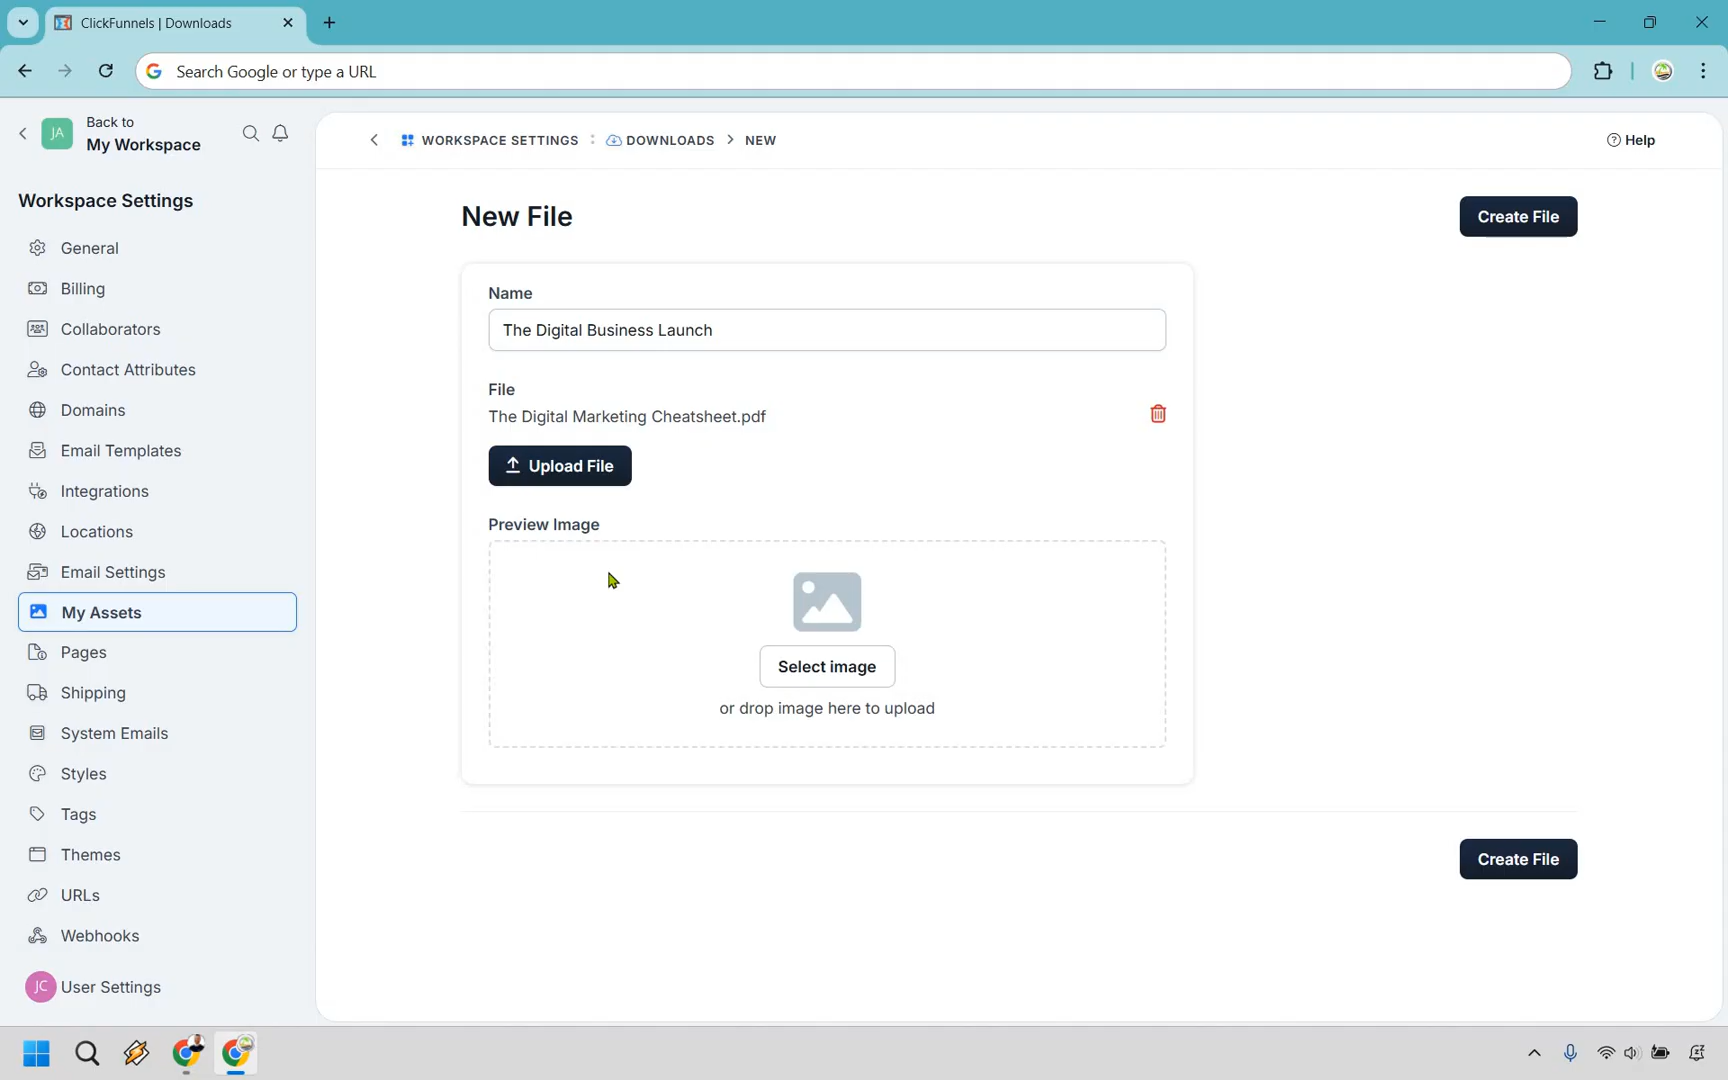 ClickFunnels | Downloads
Search Google or type a URL
JA
Back to
My Workspace
WORKSPACE SETTINGS : DOWNLOADS > NEW
Help
Workspace Settings
General
Billing
Collaborators
Contact Attributes
Domains
Email Templates
Integrations
Locations
Email Settings
My Assets
Pages
Shipping
System Emails
Styles
Tags
Themes
URLs
Webhooks
JC
User Settings
New File
Create File
Name
The Digital Business Launch
File
The Digital Marketing Cheatsheet.pdf
Upload File
Preview Image
Select image
or drop image here to upload
Create File